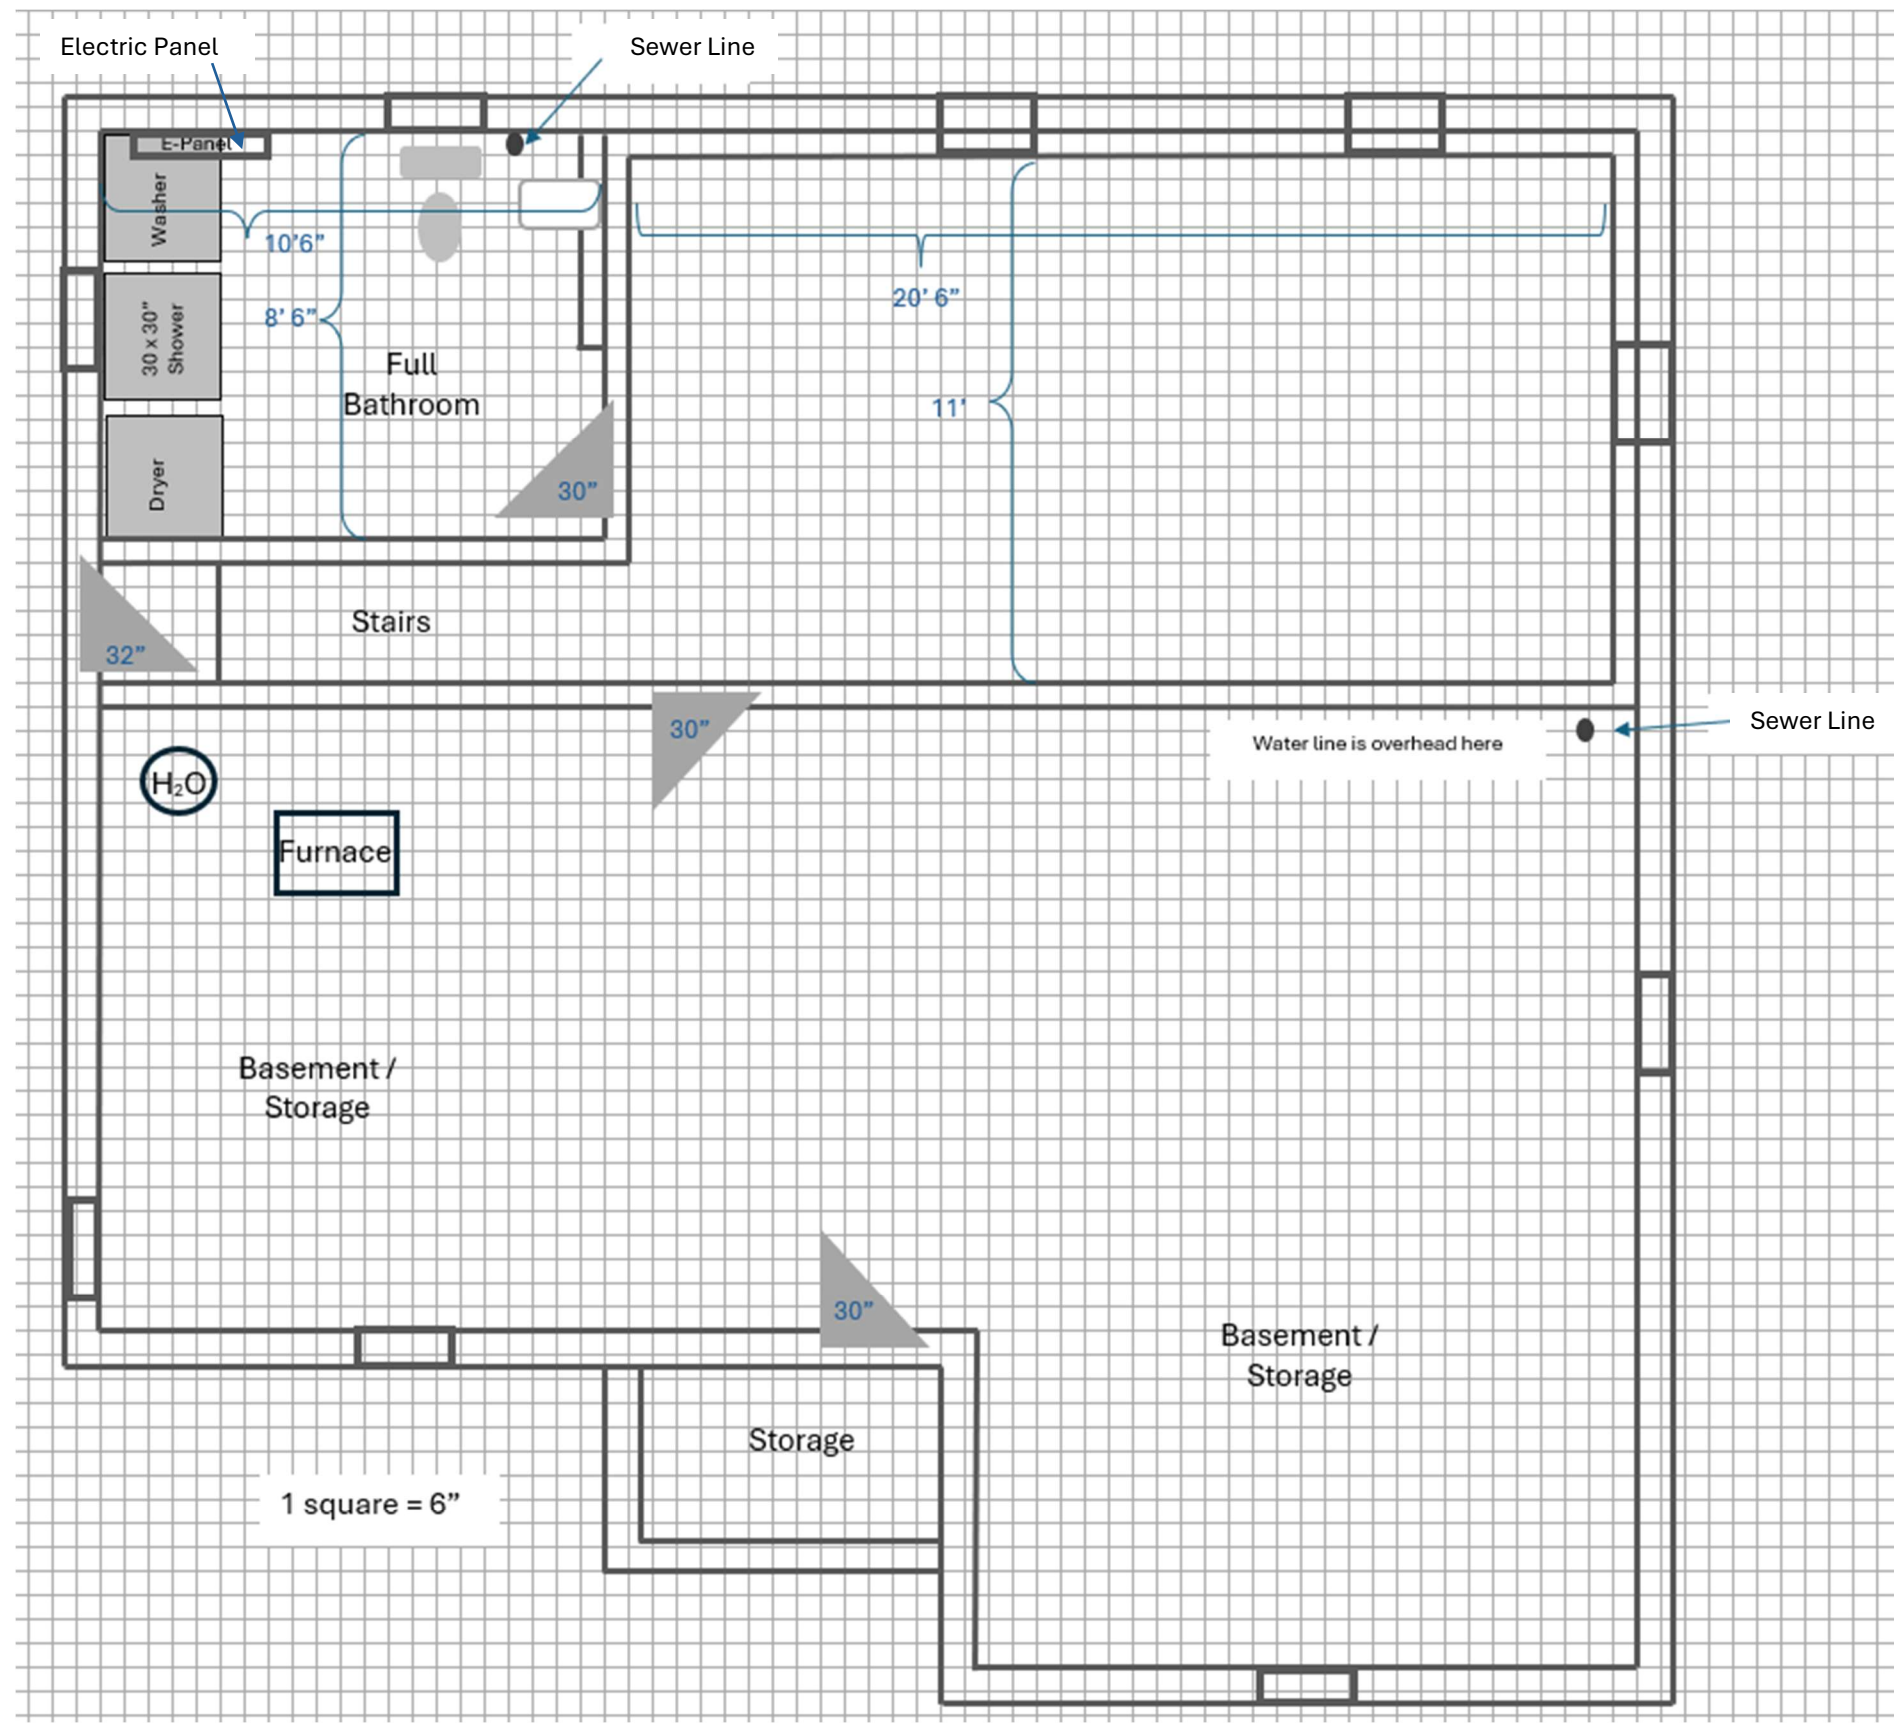 Electric Panel
Sewer Line
E-Panel
Washer
10'6”
20' 6”
8' 6”
30 x 30”
Shower
Full
Bathroom
11'
Dryer
30”
Stairs
32”
30”
Water line is overhead here
Sewer Line
H₂O
Furnace
Basement /
Storage
30”
Basement /
Storage
Storage
1 square = 6”